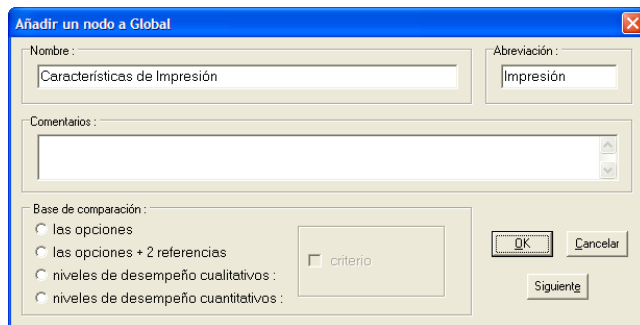 Añadir un nodo a Global
Nombre :
Características de Impresión
Abreviación :
Impresión
Comentarios :
Base de comparación :
las opciones
las opciones + 2 referencias
niveles de desempeño cualitativos :
niveles de desempeño cuantitativos :
criterio
OK
Cancelar
Siguiente